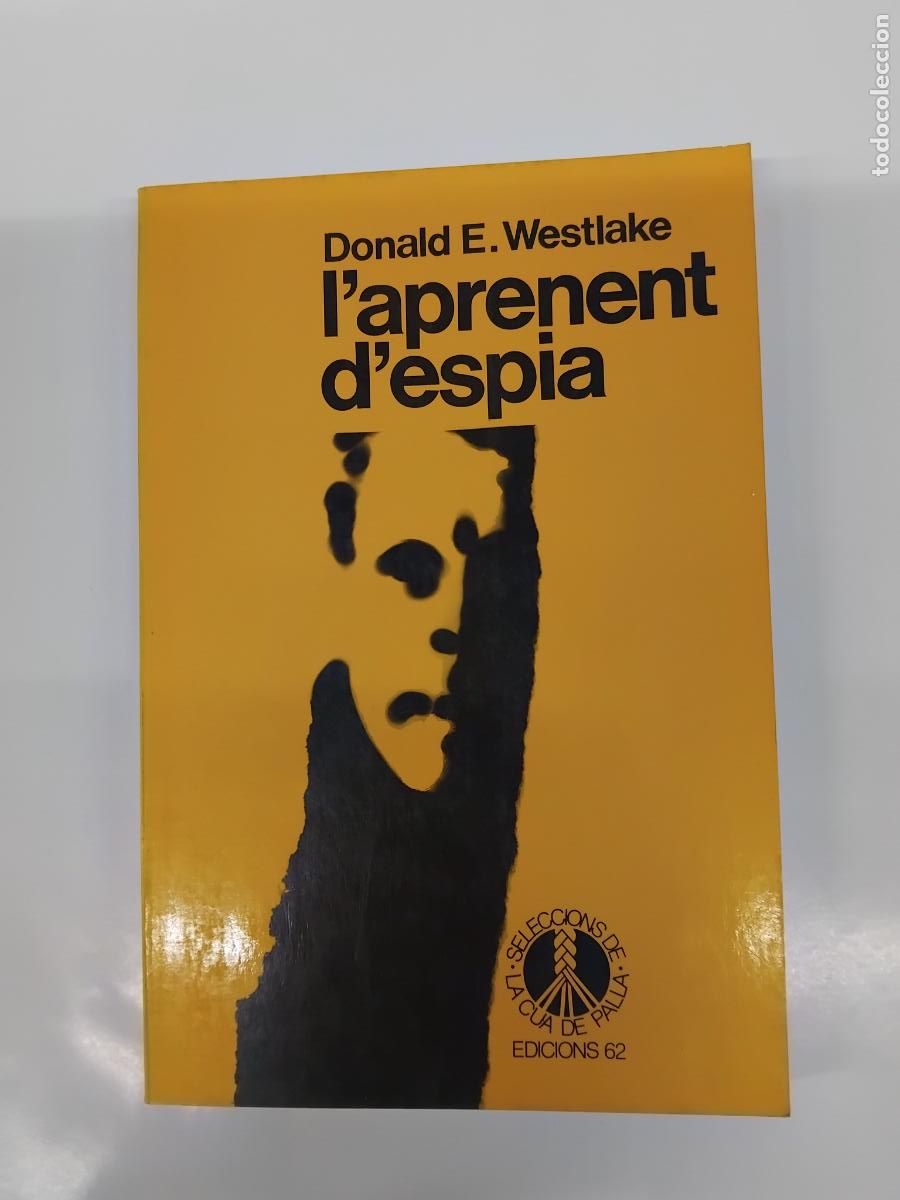 todocoleccion
Donald E. Westlake
l'aprenent
d'espia
SELECCIONS DE
LA CUA DE PALLA
EDICIONS 62